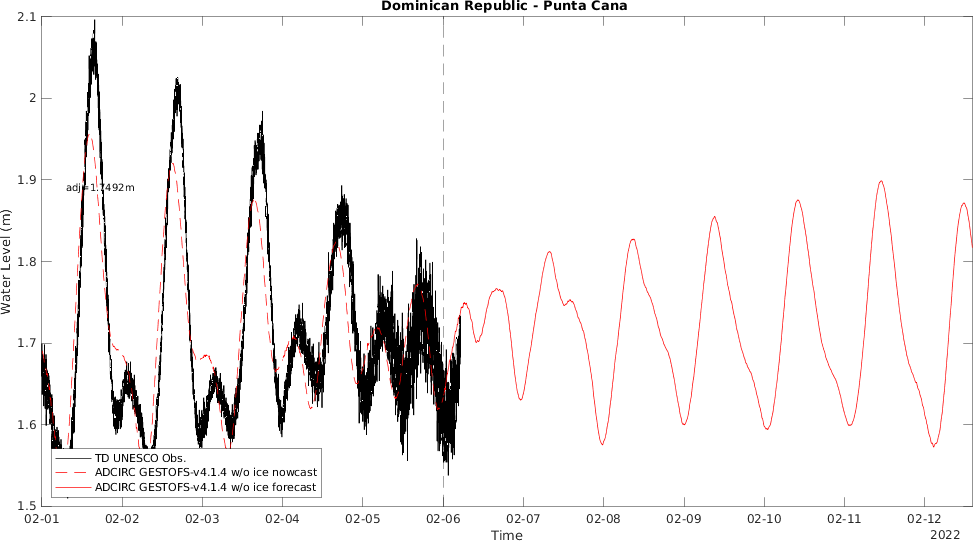 Dominican Republic - Punta Cana
2.1
2
1.9
1.8
1.7
1.6
1.5
Water Level (m)
adj=1.7492m
TD UNESCO Obs.
ADCIRC GESTOFS-v4.1.4 w/o ice nowcast
ADCIRC GESTOFS-v4.1.4 w/o ice forecast
02-01 02-02 02-03 02-04 02-05 02-06 02-07 02-08 02-09 02-10 02-11 02-12
Time
2022